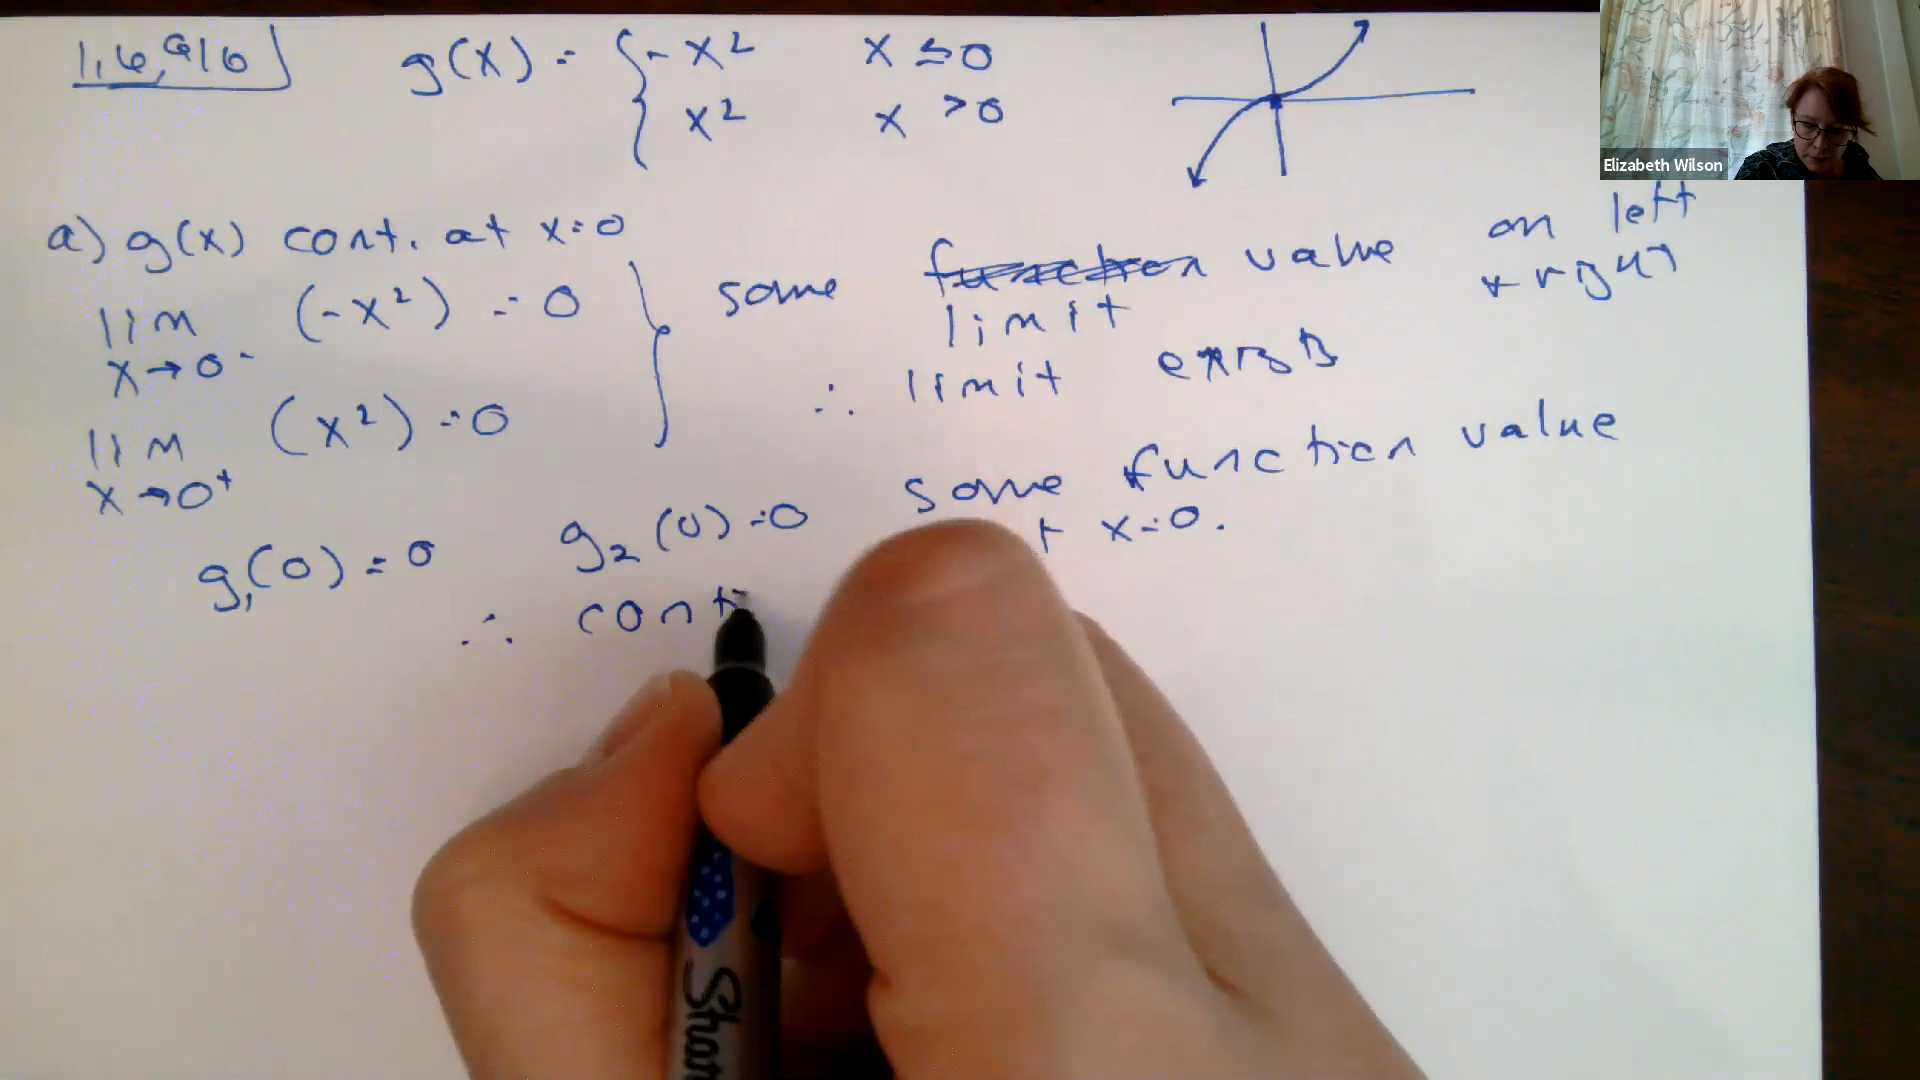 1.6, Q16
g(x) = { -x² x ≤ 0
x² x > 0
Elizabeth Wilson
a) g(x) cont. at x=0
lim (-x²) = 0
x→0-
lim (x²) = 0
x→0+
same function value on left
limit + right
∴ limit exists
g₁(0) = 0 g₂(0) = 0 same function value
x=0.
∴ cont
Shar